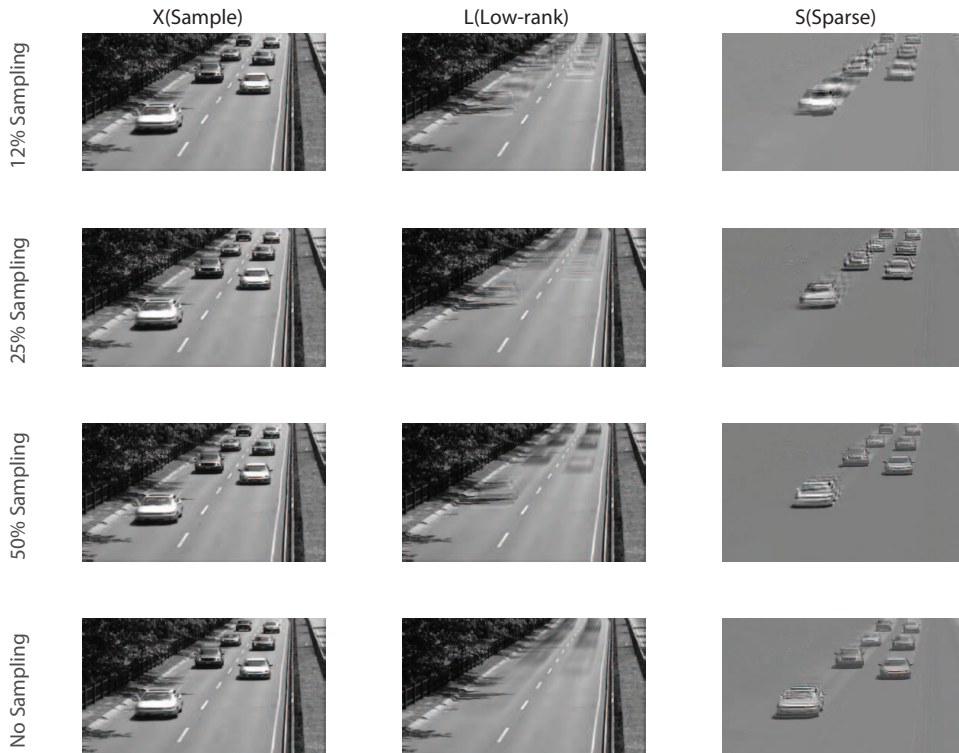 X(Sample)
L(Low-rank)
S(Sparse)
12% Sampling
25% Sampling
50% Sampling
No Sampling